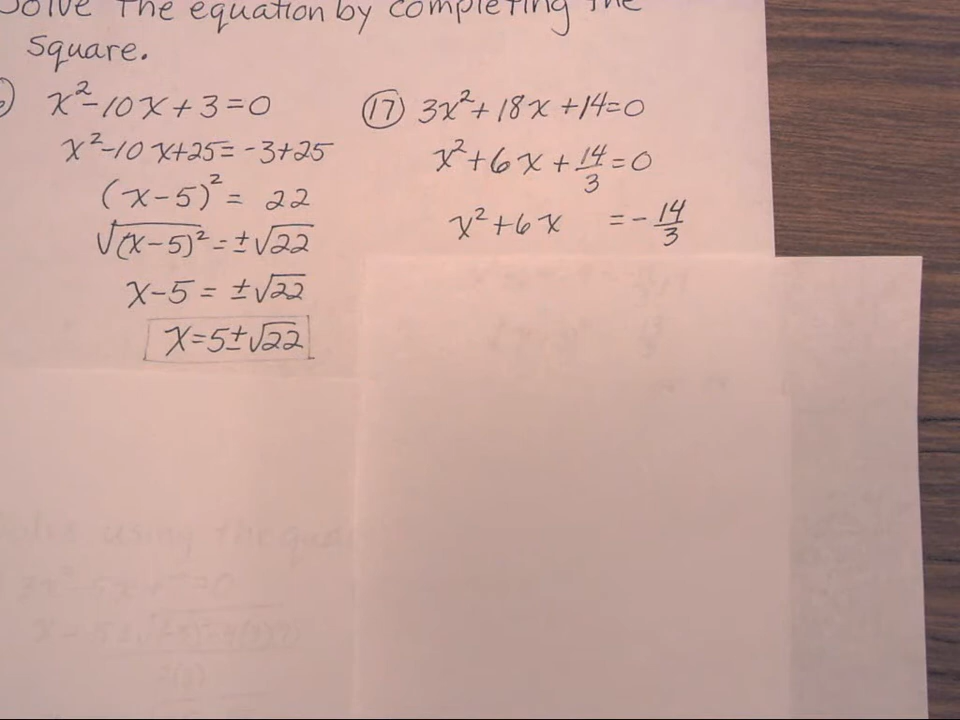 Solve the equation by completing the
Square.
x²-10x+3=0
x²-10x+25=-3+25
(x-5)²= 22
√(x-5)²=±√22
x-5=±√22
x=5±√22
(17) 3x²+18x+14=0
x²+6x+14/3=0
x²+6x =-14/3